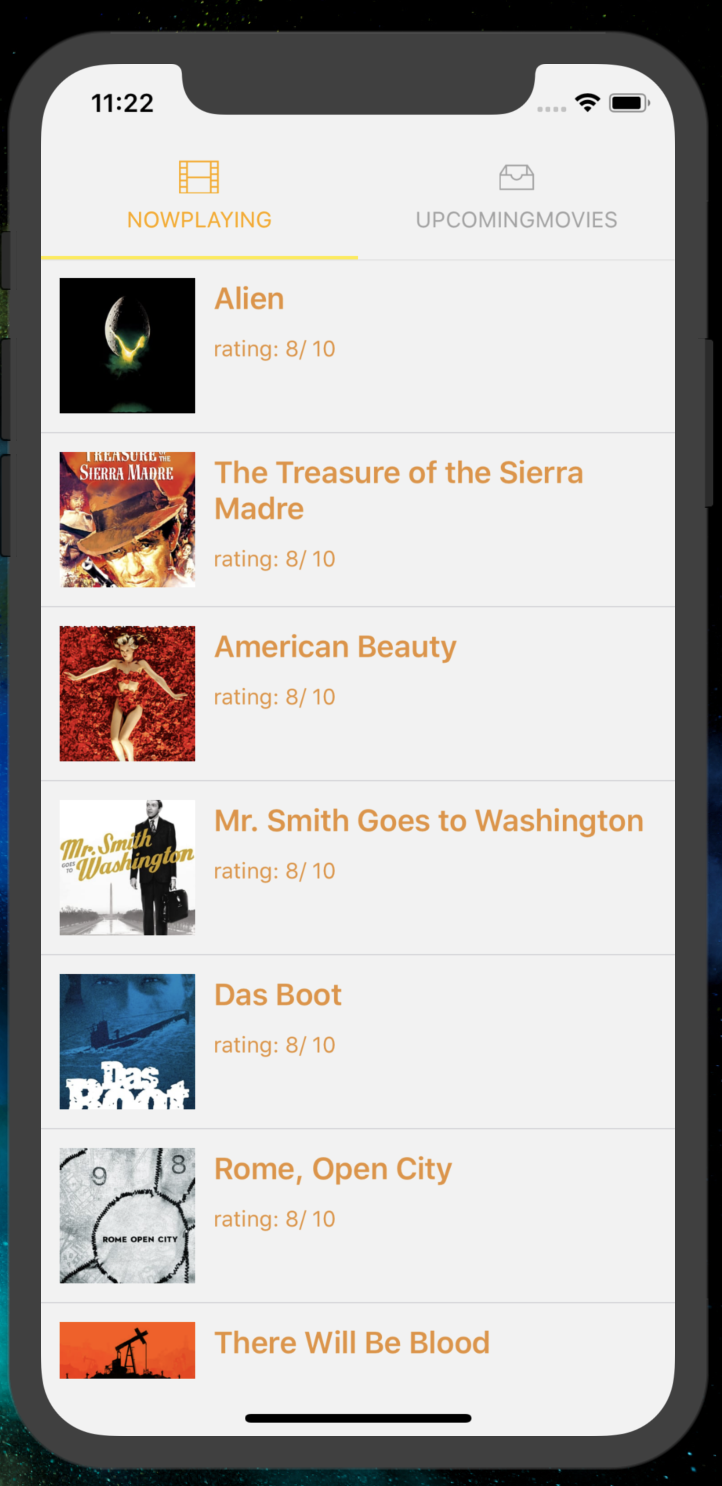 11:22
NOWPLAYING
UPCOMINGMOVIES
Alien
rating: 8/ 10
TREASURE OF THE
SIERRA MADRE
The Treasure of the Sierra
Madre
rating: 8/ 10
American Beauty
rating: 8/ 10
Mr. Smith
GOES TO Washington
Mr. Smith Goes to Washington
rating: 8/ 10
Das
Boot
Das Boot
rating: 8/ 10
9
8
ROME OPEN CITY
Rome, Open City
rating: 8/ 10
There Will Be Blood